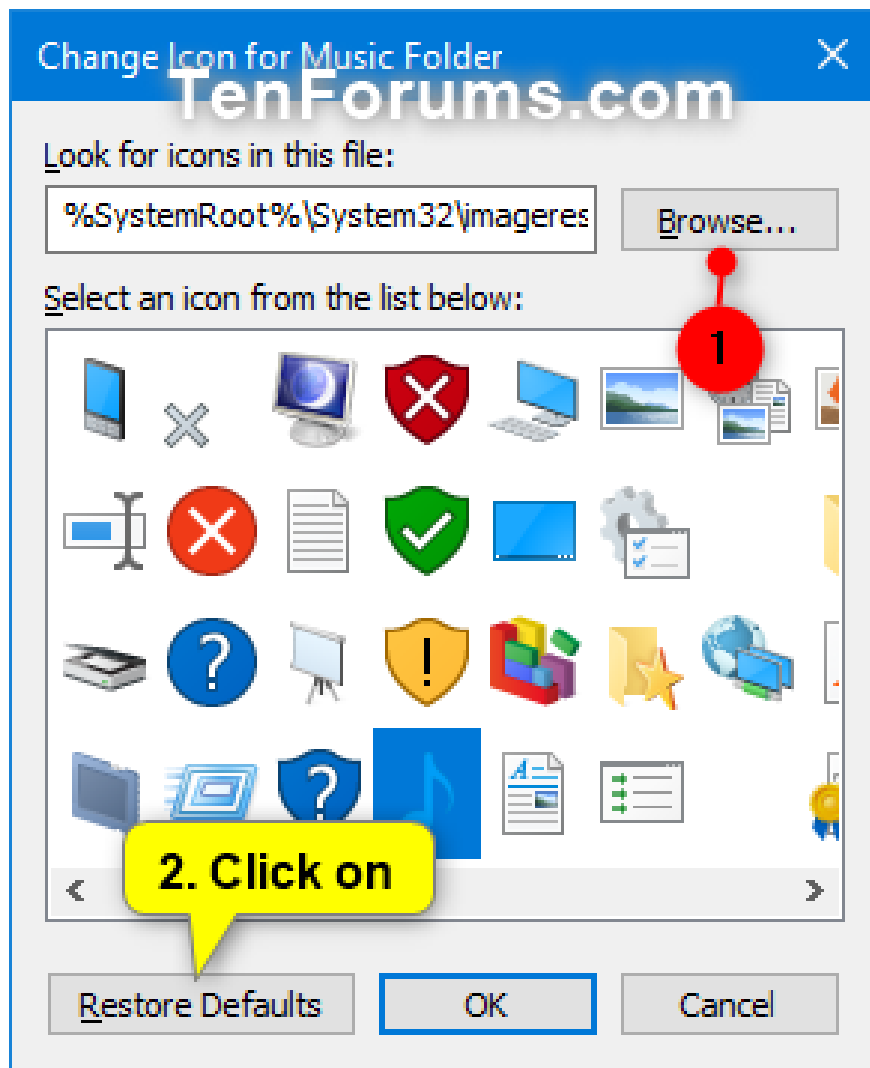 Change Icon for Music Folder
TenForums.com
Look for icons in this file:
%SystemRoot%\System32\imageres
Browse...
Select an icon from the list below:
1
2. Click on
Restore Defaults
OK
Cancel